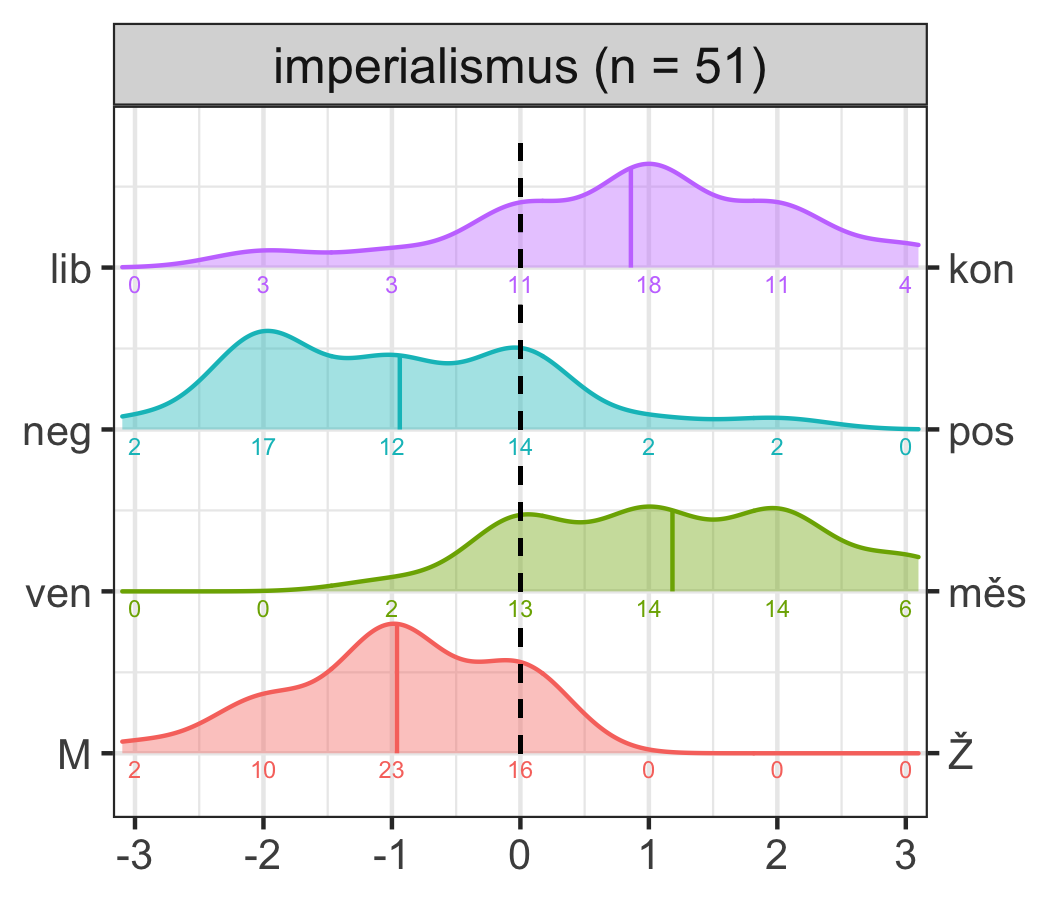 imperialismus (n = 51)
lib kon
0 3 3 11 18 11 4
neg pos
2 17 12 14 2 2 0
ven měs
0 0 2 13 14 14 6
M Ž
2 10 23 16 0 0 0
-3 -2 -1 0 1 2 3